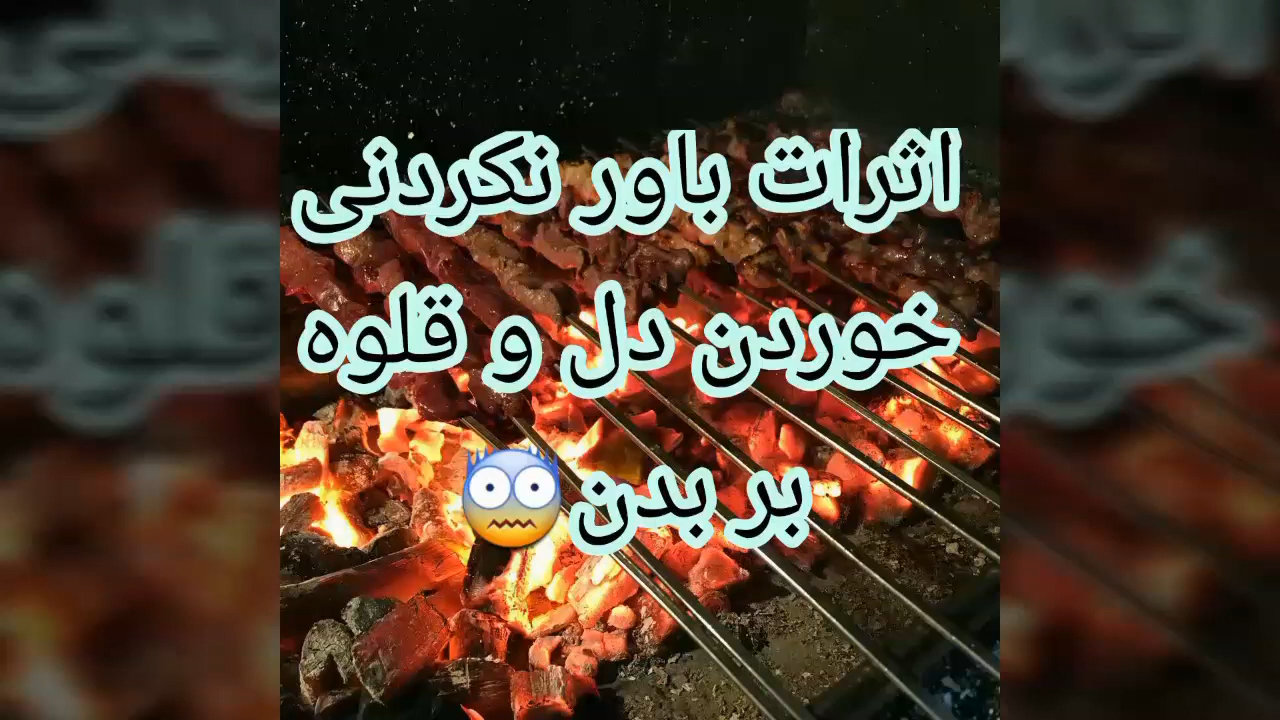 اثرات باور نکردنی
خوردن دل و قلوه
بر بدن😨